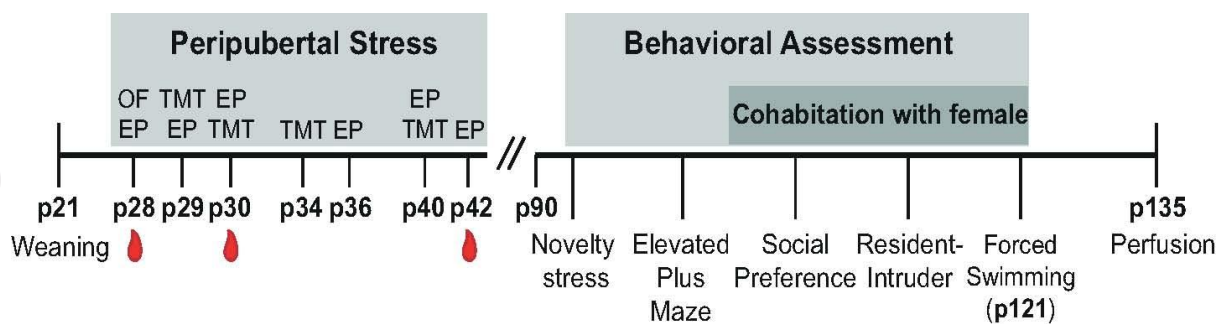 Peripubertal Stress
Behavioral Assessment
OF TMT EP EP
EP EP TMT TMT EP TMT EP
Cohabitation with female
p21 p28 p29 p30 p34 p36 p40 p42 p90 p135
Weaning Novelty Elevated Social Resident- Forced Perfusion
stress Plus Preference Intruder Swimming
Maze (p121)